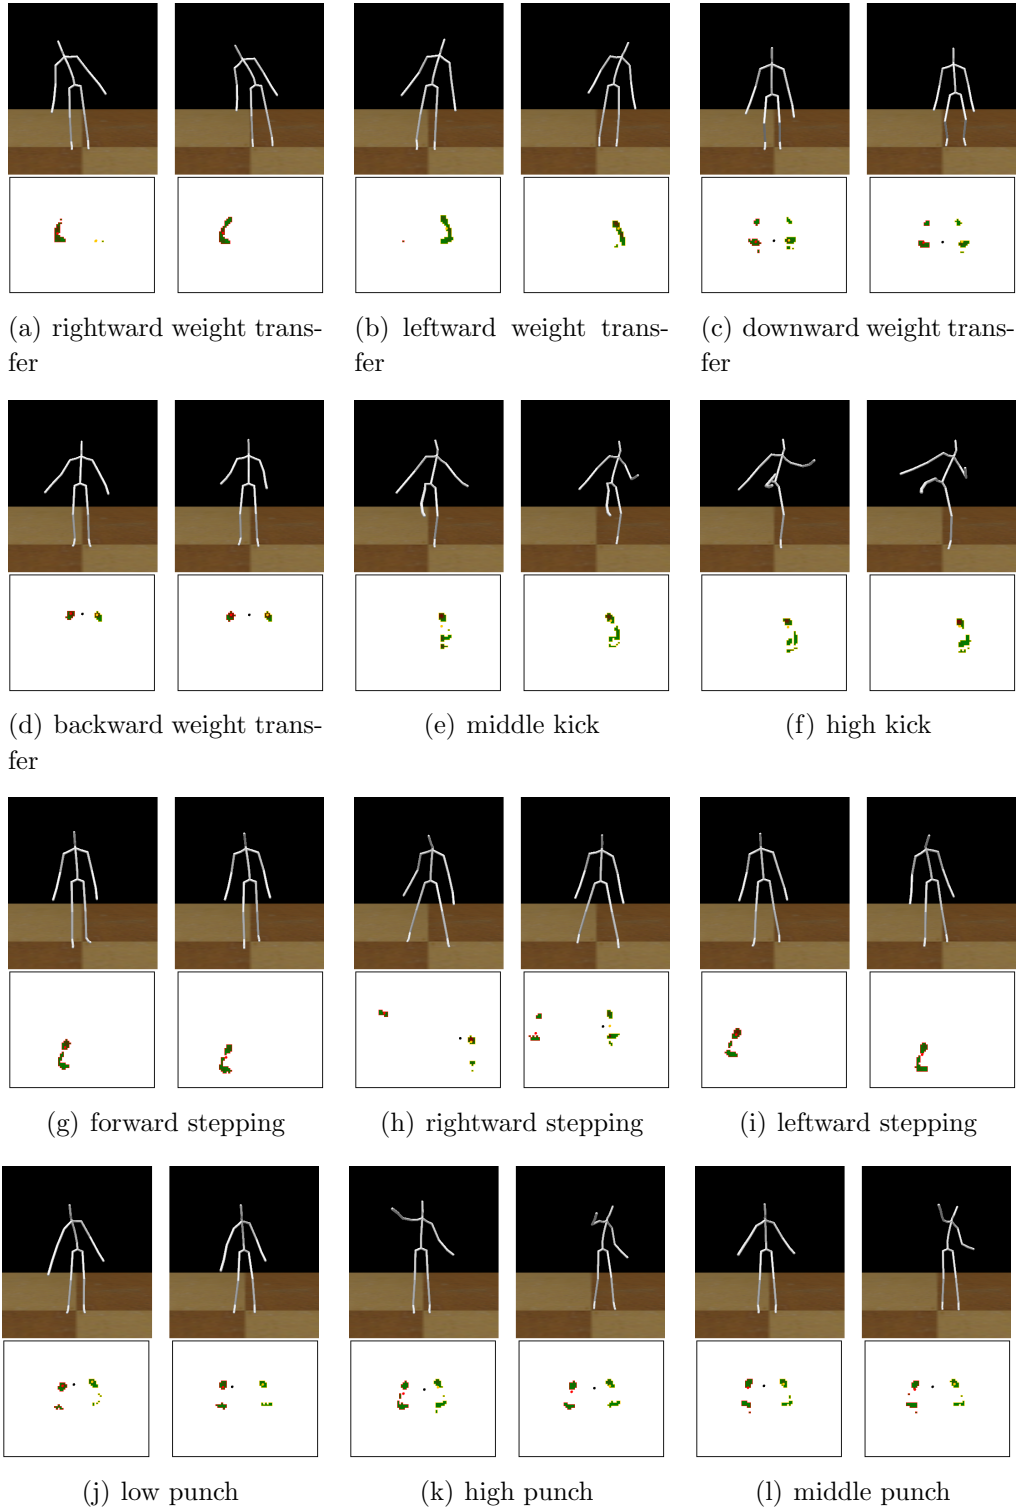 (a) rightward weight trans-
fer
(b) leftward weight trans-
fer
(c) downward weight trans-
fer
(d) backward weight trans-
fer
(e) middle kick
(f) high kick
(g) forward stepping
(h) rightward stepping
(i) leftward stepping
(j) low punch
(k) high punch
(l) middle punch